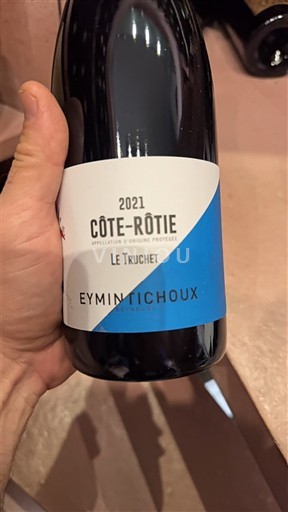 2021
CÔTE-RÔTIE
APPELLATION D'ORIGINE PROTÉGÉE
LE TRUCHET
EYMIN TICHOUX